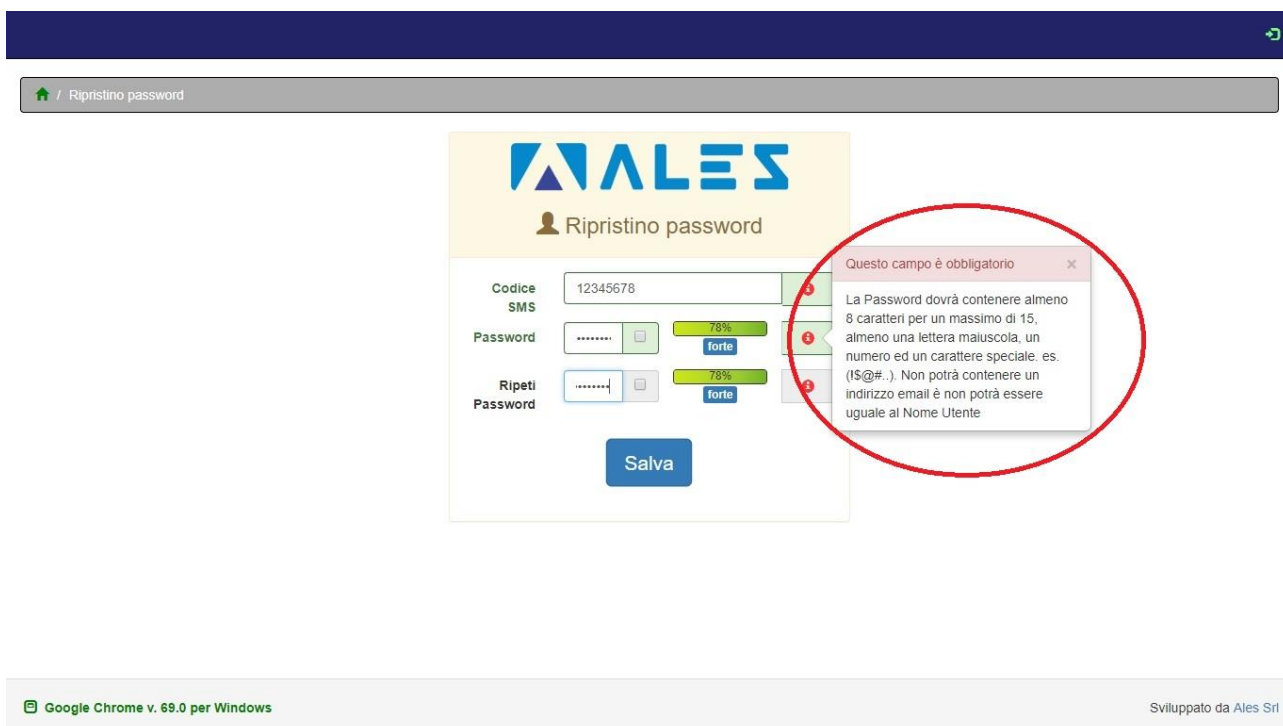 / Ripristino password
ALES
Ripristino password
Codice SMS
12345678
Password
........
78%
forte
Ripeti Password
........
78%
forte
Salva
Questo campo è obbligatorio ×
La Password dovrà contenere almeno
8 caratteri per un massimo di 15,
almeno una lettera maiuscola, un
numero ed un carattere speciale. es.
(!$@#..). Non potrà contenere un
indirizzo email è non potrà essere
uguale al Nome Utente
Google Chrome v. 69.0 per Windows
Sviluppato da Ales Srl